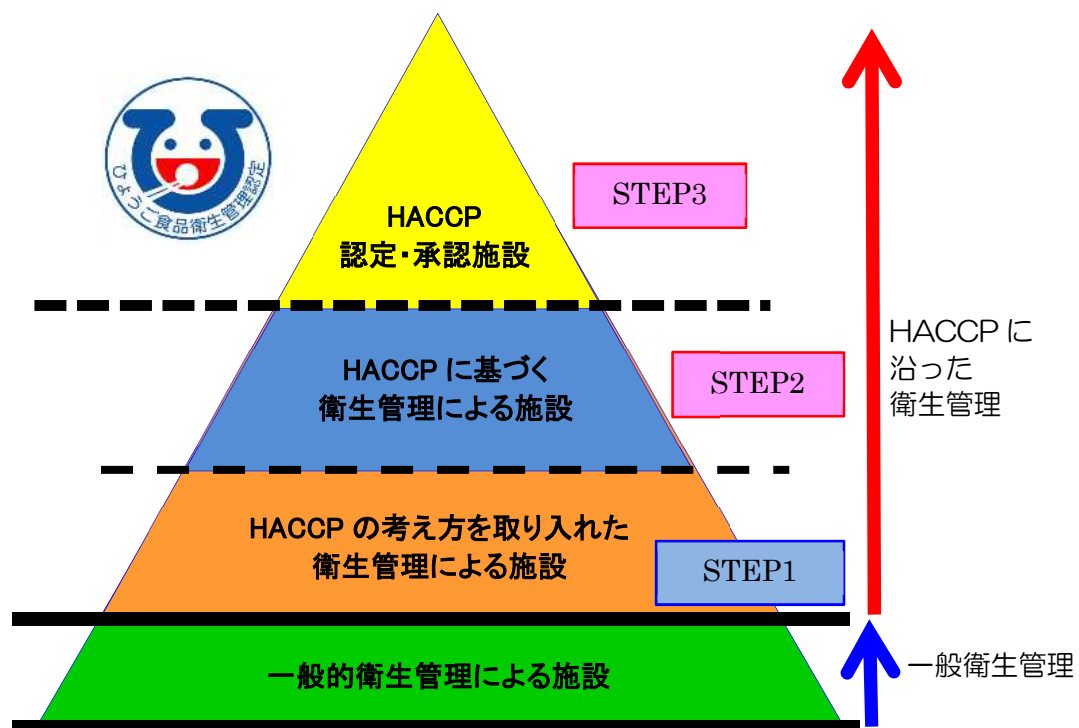 ひょうご食品衛生管理認定
STEP3
HACCP
認定・承認施設
HACCP に基づく
衛生管理による施設
STEP2
HACCP に
沿った
衛生管理
HACCP の考え方を取り入れた
衛生管理による施設
STEP1
一般的衛生管理による施設
一般衛生管理